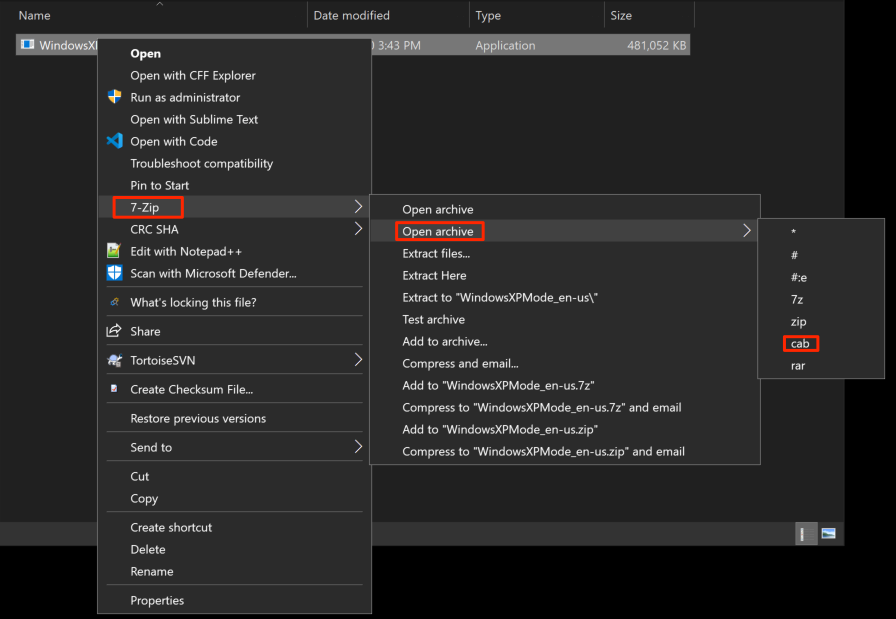 Name Date modified Type Size
WindowsXP 3:43 PM Application 481,052 KB
Open
Open with CFF Explorer
Run as administrator
Open with Sublime Text
Open with Code
Troubleshoot compatibility
Pin to Start
7-Zip
CRC SHA
Edit with Notepad++
Scan with Microsoft Defender...
What's locking this file?
Share
TortoiseSVN
Create Checksum File...
Restore previous versions
Send to
Cut
Copy
Create shortcut
Delete
Rename
Properties
Open archive
Open archive
Extract files...
Extract Here
Extract to "WindowsXPMode_en-us\"
Test archive
Add to archive...
Compress and email...
Add to "WindowsXPMode_en-us.7z"
Compress to "WindowsXPMode_en-us.7z" and email
Add to "WindowsXPMode_en-us.zip"
Compress to "WindowsXPMode_en-us.zip" and email
*
#
#:e
7z
zip
cab
rar